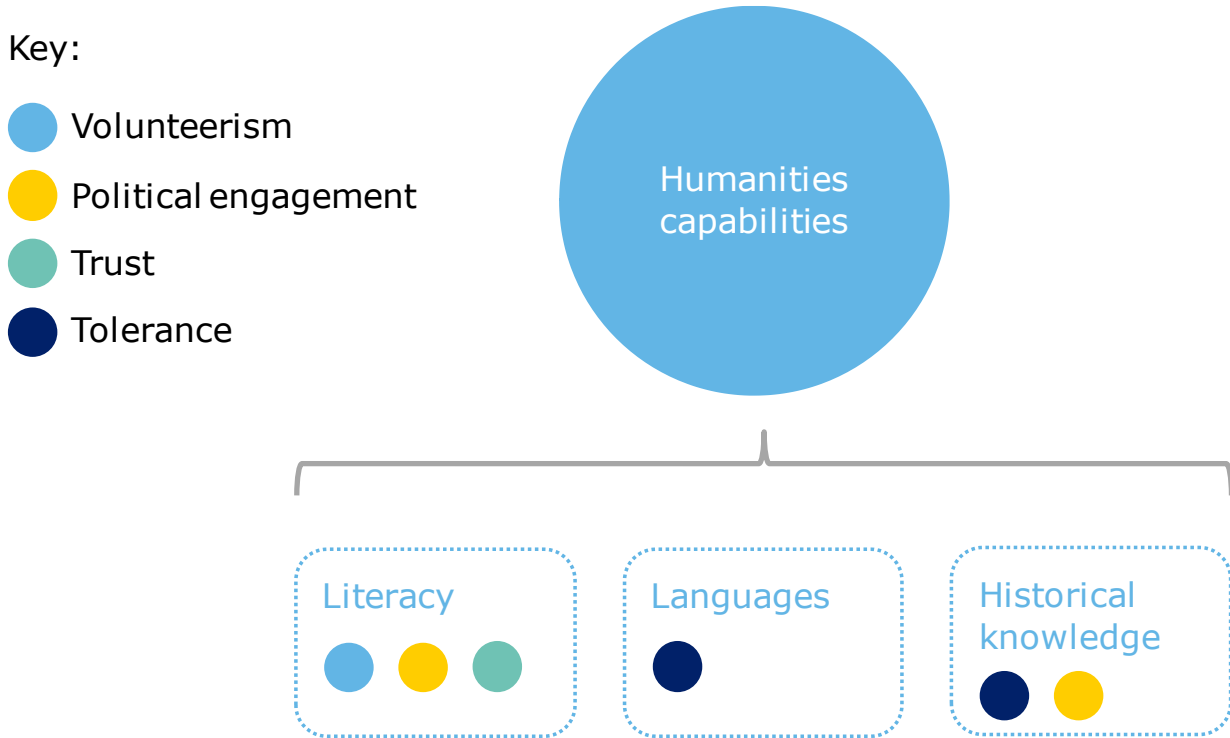 Key:
Volunteerism
Political engagement
Trust
Tolerance
Humanities
capabilities
Literacy
Languages
Historical
knowledge